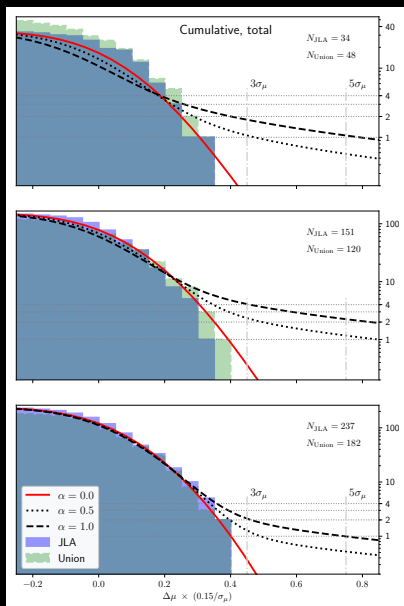 Cumulative, total
N_JLA = 34
N_Union = 48
3σ_μ
5σ_μ
40
10
4
2
1
N_JLA = 151
N_Union = 120
100
10
4
2
1
N_JLA = 237
N_Union = 182
3σ_μ
5σ_μ
100
10
4
2
1
α = 0.0
α = 0.5
α = 1.0
JLA
Union
−0.2 0.0 0.2 0.4 0.6 0.8
Δμ × (0.15/σ_μ)